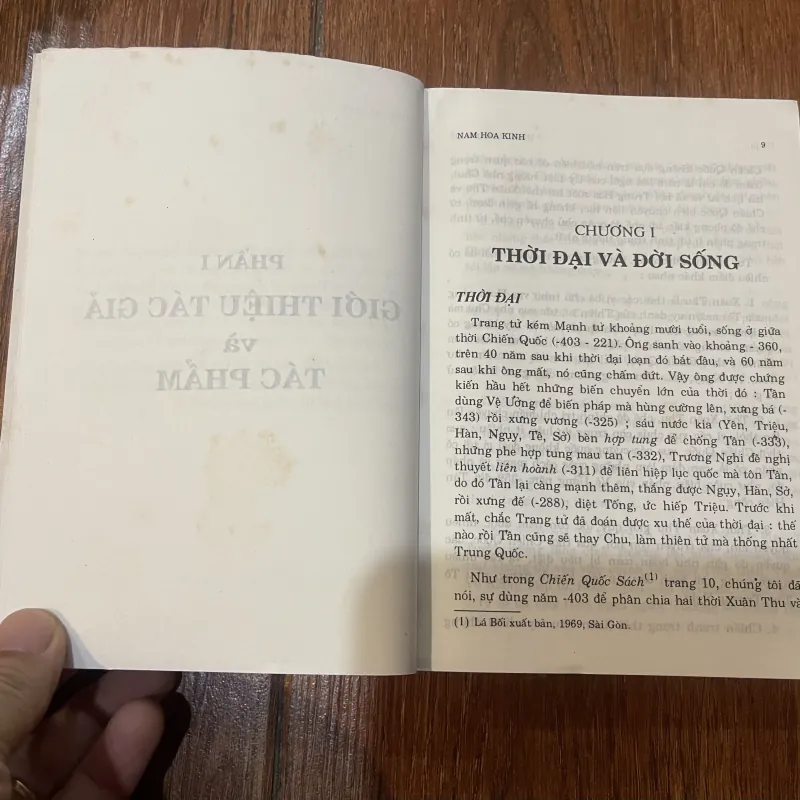 PHẦN I
GIỚI THIỆU TÁC GIẢ
và
TÁC PHẨM
NAM HOA KINH
9
CHƯƠNG I
THỜI ĐẠI VÀ ĐỜI SỐNG
THỜI ĐẠI
Trang tử kém Mạnh tử khoảng mười tuổi, sống ở giữa
thời Chiến Quốc (-403 - 221). Ông sanh vào khoảng - 360,
trên 40 năm sau khi thời đại loạn đó bắt đầu, và 60 năm
sau khi ông mất, nó cũng chấm dứt. Vậy ông được chứng
kiến hầu hết những biến chuyển lớn của thời đó : Tần
dùng Vệ Ưởng để biến pháp mà hùng cường lên, xưng bá (-
343) rồi xưng vương (-325) ; sáu nước kia (Yên, Triệu,
Hàn, Ngụy, Tề, Sở) bèn hợp tung để chống Tần (-333),
những phe hợp tung mau tan (-332), Trương Nghi đề nghị
thuyết liên hoành (-311) để liên hiệp lục quốc mà tôn Tần,
do đó Tần lại càng mạnh thêm, thắng được Ngụy, Hàn, Sở,
rồi xưng đế (-288), diệt Tống, ức hiếp Triệu. Trước khi
mất, chắc Trang tử đã đoán được xu thế của thời đại : thế
nào rồi Tần cũng sẽ thay Chu, làm thiên tử mà thống nhất
Trung Quốc.
Như trong Chiến Quốc Sách(1) trang 10, chúng tôi đã
nói, sự dùng năm -403 để phân chia hai thời Xuân Thu và
(1) Lá Bối xuất bản, 1969, Sài Gòn.